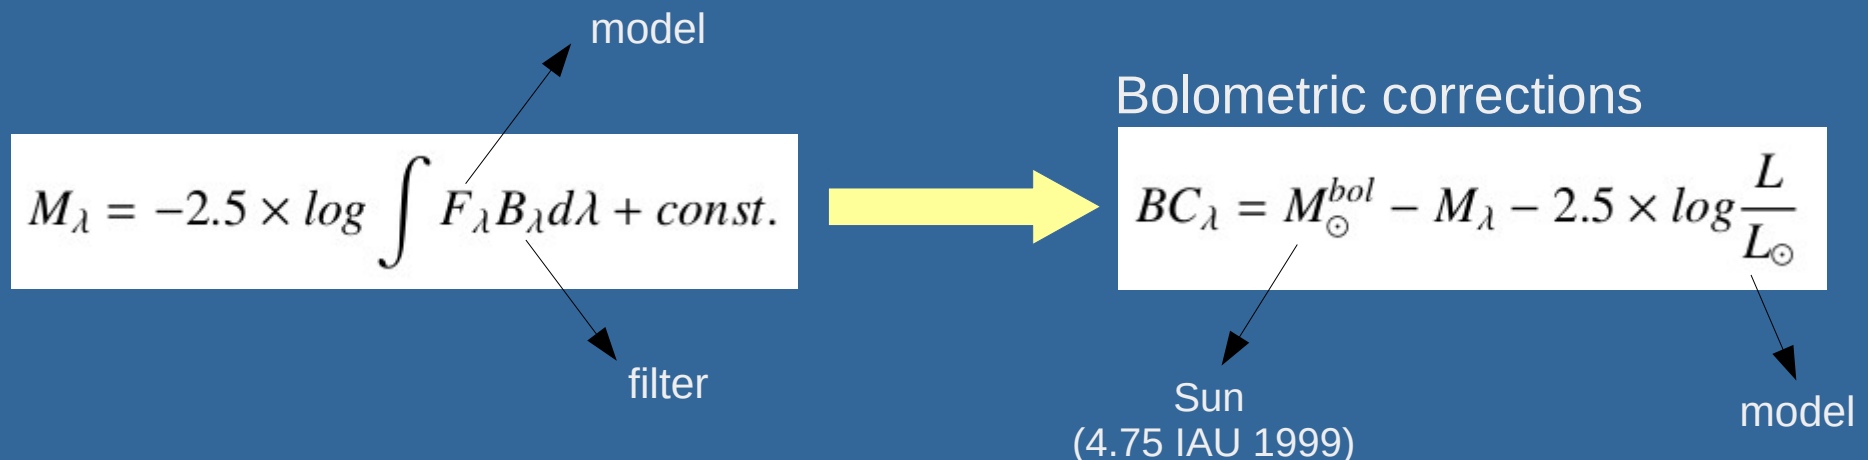 model
Bolometric corrections
M_λ = −2.5 × log ∫ F_λ B_λ dλ + const.
BC_λ = M_⊙^{bol} − M_λ − 2.5 × log L/L_⊙
filter
Sun
(4.75 IAU 1999)
model